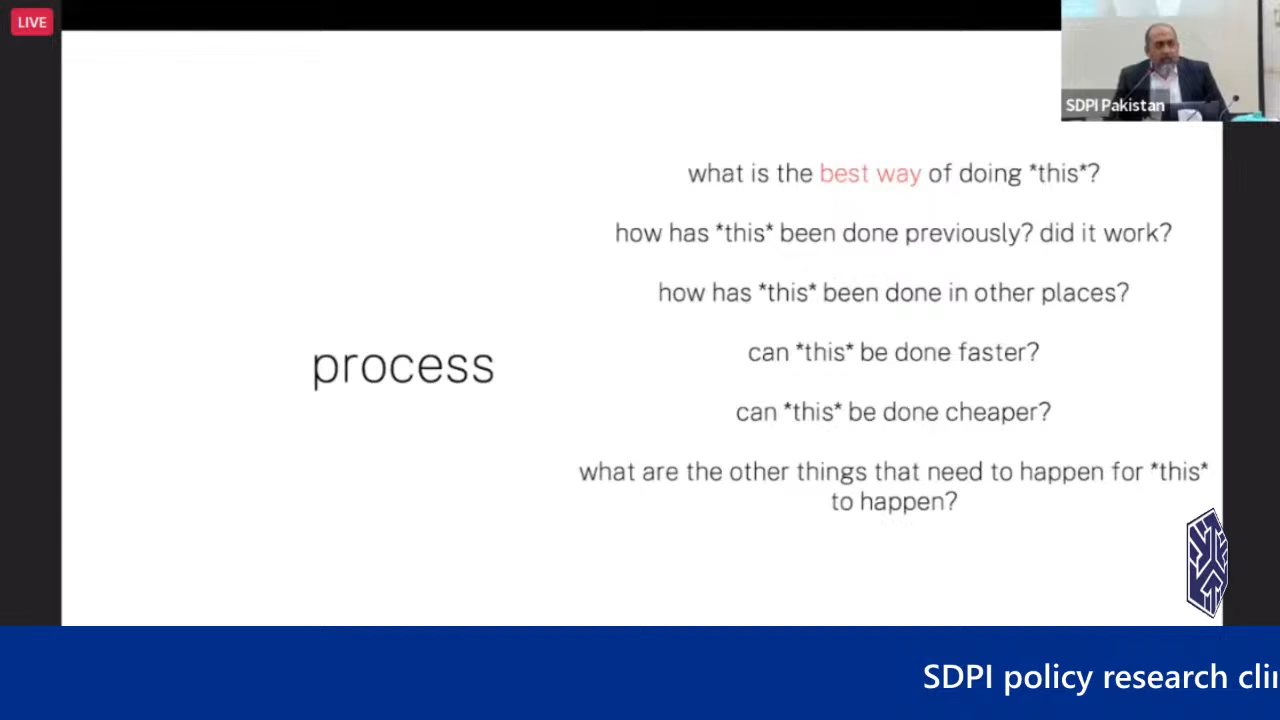 LIVE
SDPI Pakistan
what is the best way of doing *this*?
how has *this* been done previously? did it work?
how has *this* been done in other places?
process
can *this* be done faster?
can *this* be done cheaper?
what are the other things that need to happen for *this*
to happen?
SDPI policy research